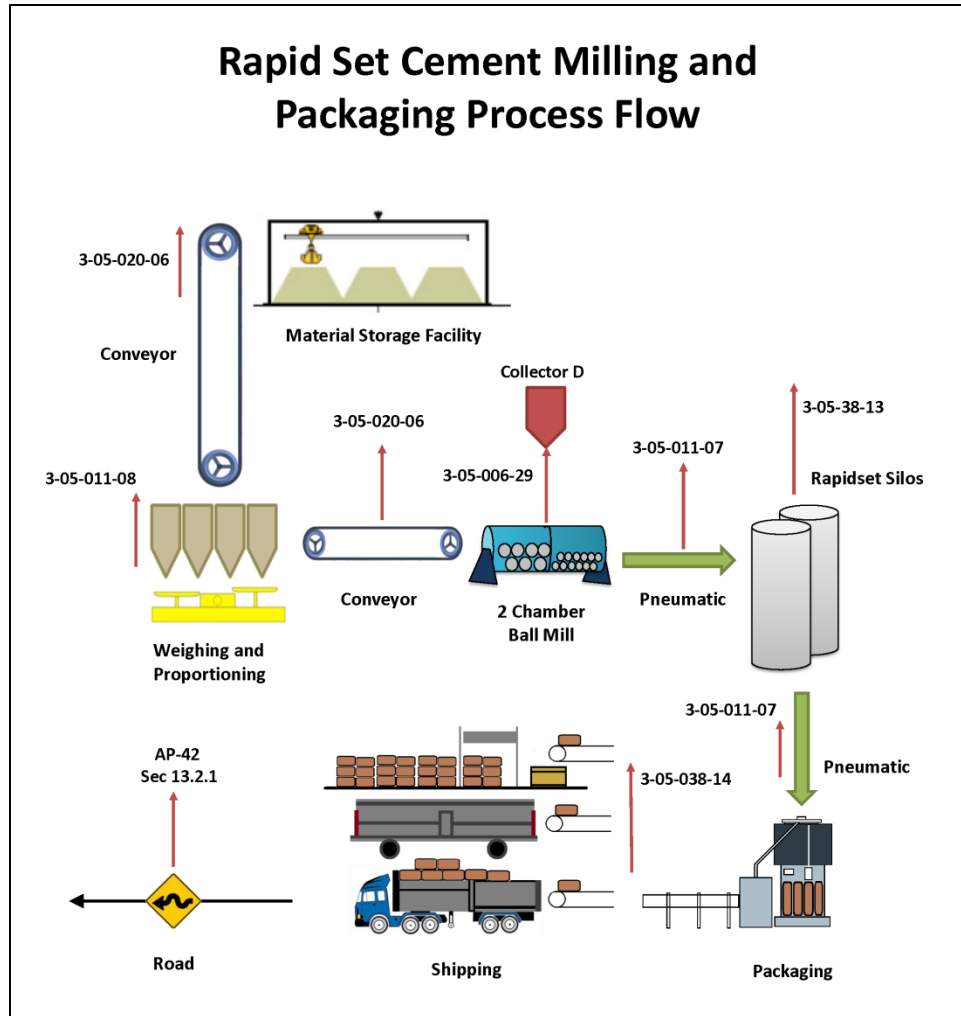 Rapid Set Cement Milling and
Packaging Process Flow
3-05-020-06
Conveyor
Material Storage Facility
Collector D
3-05-020-06
3-05-006-29
3-05-011-07
3-05-38-13
Rapidset Silos
3-05-011-08
Weighing and
Proportioning
Conveyor
2 Chamber
Ball Mill
Pneumatic
3-05-011-07
Pneumatic
AP-42
Sec 13.2.1
3-05-038-14
Road
Shipping
Packaging